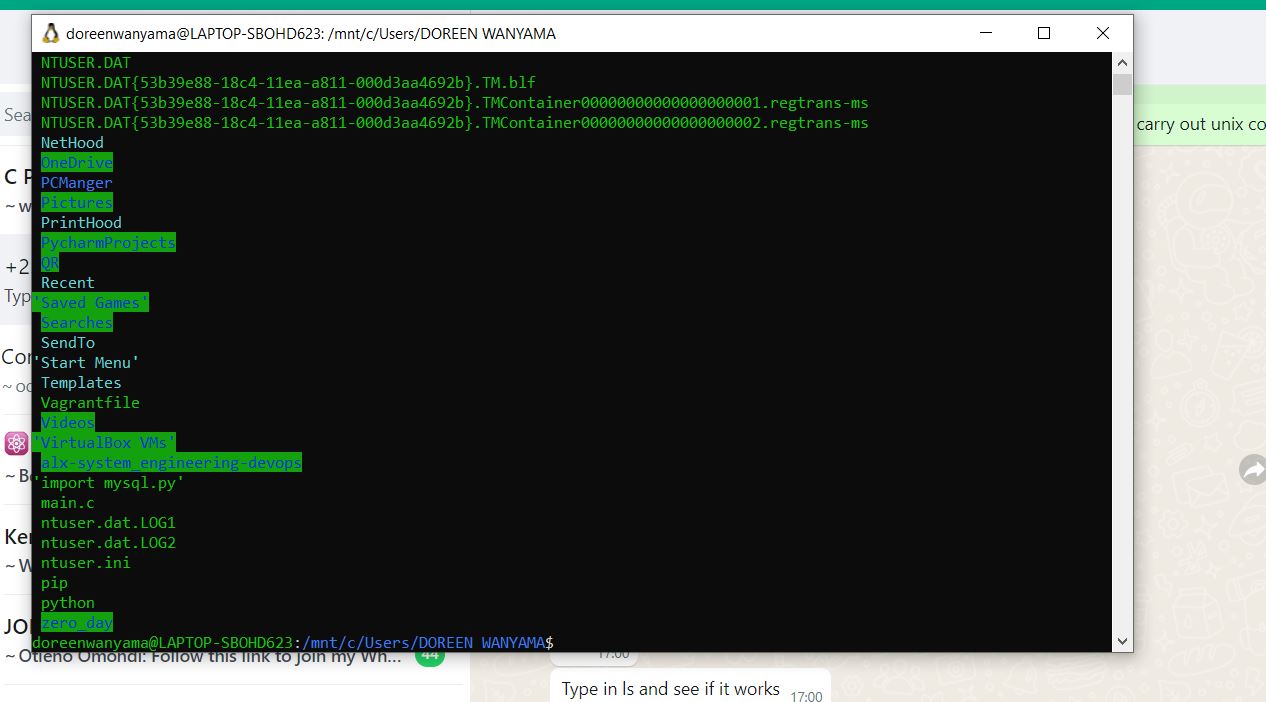 doreenwanyama@LAPTOP-SBOHD623: /mnt/c/Users/DOREEN WANYAMA
NTUSER.DAT
NTUSER.DAT{53b39e88-18c4-11ea-a811-000d3aa4692b}.TM.blf
NTUSER.DAT{53b39e88-18c4-11ea-a811-000d3aa4692b}.TMContainer00000000000000000001.regtrans-ms
NTUSER.DAT{53b39e88-18c4-11ea-a811-000d3aa4692b}.TMContainer00000000000000000002.regtrans-ms
NetHood
OneDrive
PCManger
Pictures
PrintHood
PycharmProjects
QR
Recent
'Saved Games'
Searches
SendTo
'Start Menu'
Templates
Vagrantfile
Videos
'VirtualBox VMs'
alx-system_engineering-devops
'import mysql.py'
main.c
ntuser.dat.LOG1
ntuser.dat.LOG2
ntuser.ini
pip
python
zero_day
doreenwanyama@LAPTOP-SBOHD623:/mnt/c/Users/DOREEN WANYAMA$
Sea
C P
~ w
+2
Typ
Cor
~ oc
~ Be
Ker
~ W
JOI
~ Otieno Omondi: Follow this link to join my Wh... 44
carry out unix co
17:00
Type in ls and see if it works 17:00